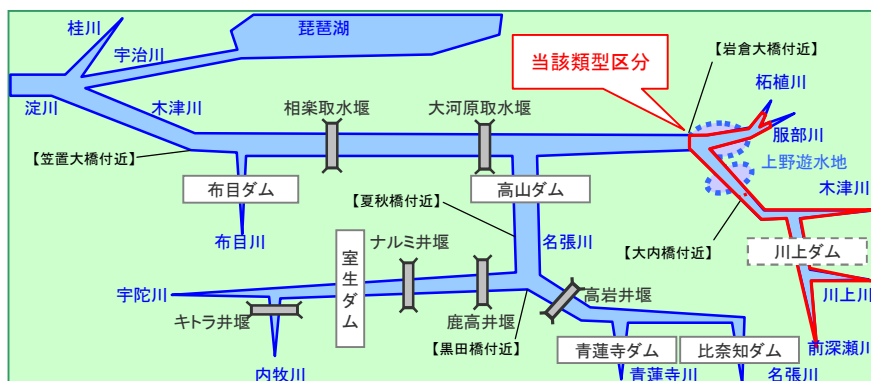 桂川
宇治川
琵琶湖
当該類型区分
【岩倉大橋付近】
柘植川
服部川
上野遊水地
淀川
木津川
相楽取水堰
大河原取水堰
【笠置大橋付近】
布目ダム
布目川
高山ダム
【夏秋橋付近】
名張川
木津川
【大内橋付近】
川上ダム
川上川
前深瀬川
宇陀川
室生ダム
ナルミ井堰
キトラ井堰
内牧川
鹿高井堰
高岩井堰
【黒田橋付近】
青蓮寺ダム
比奈知ダム
青蓮寺川
名張川